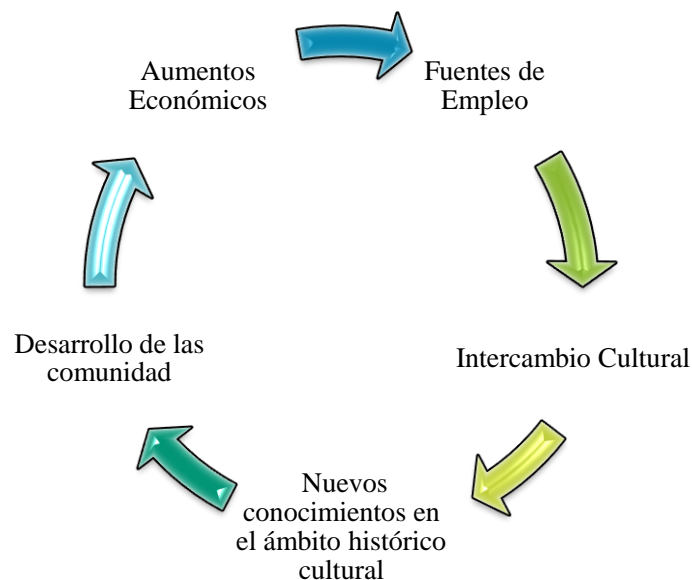 Aumentos
Económicos
Fuentes de
Empleo
Intercambio Cultural
Nuevos
conocimientos en
el ámbito histórico
cultural
Desarrollo de las
comunidad